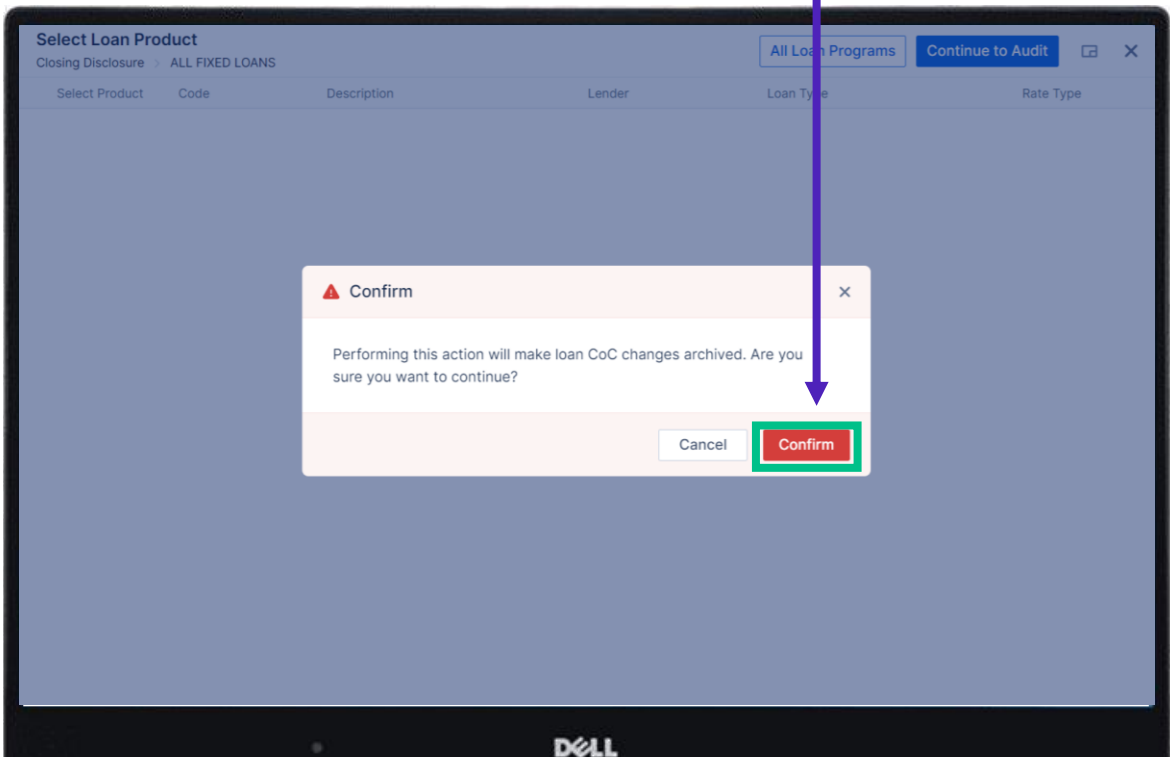 Select Loan Product
Closing Disclosure > ALL FIXED LOANS
All Loan Programs
Continue to Audit
Select Product Code Description Lender Loan Type Rate Type
Confirm
Performing this action will make loan CoC changes archived. Are you
sure you want to continue?
Cancel Confirm
DELL